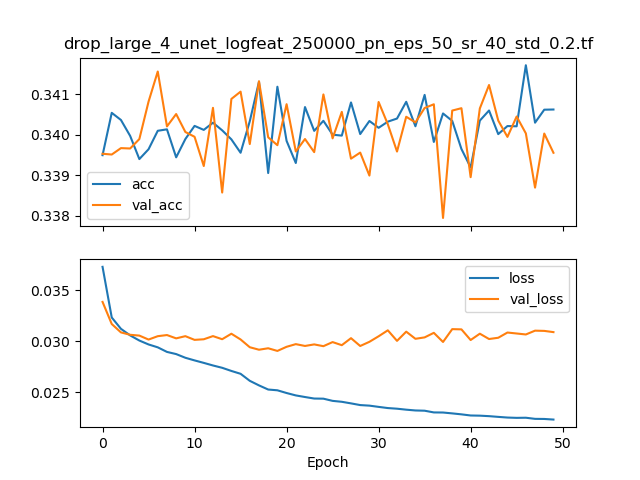 drop_large_4_unet_logfeat_250000_pn_eps_50_sr_40_std_0.2.tf
0.341
0.340
0.339
0.338
acc
val_acc
0.035
0.030
0.025
loss
val_loss
0 10 20 30 40 50
Epoch